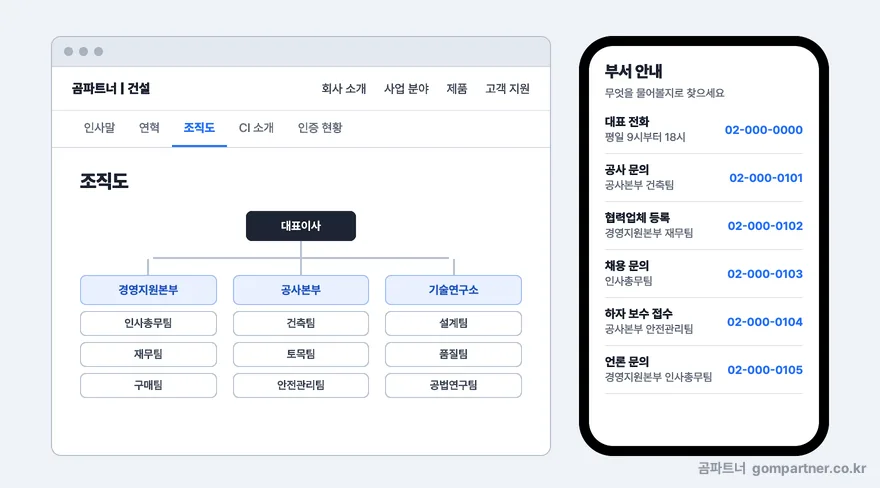 곰파트너 | 건설
회사 소개 사업 분야 제품 고객 지원
인사말 연혁 조직도 CI 소개 인증 현황
조직도
대표이사
경영지원본부 공사본부 기술연구소
인사총무팀 건축팀 설계팀
재무팀 토목팀 품질팀
구매팀 안전관리팀 공법연구팀
부서 안내
무엇을 물어볼지로 찾으세요
대표 전화
평일 9시부터 18시
02-000-0000
공사 문의
공사본부 건축팀
02-000-0101
협력업체 등록
경영지원본부 재무팀
02-000-0102
채용 문의
인사총무팀
02-000-0103
하자 보수 접수
공사본부 안전관리팀
02-000-0104
언론 문의
경영지원본부 인사총무팀
02-000-0105
곰파트너 gompartner.co.kr